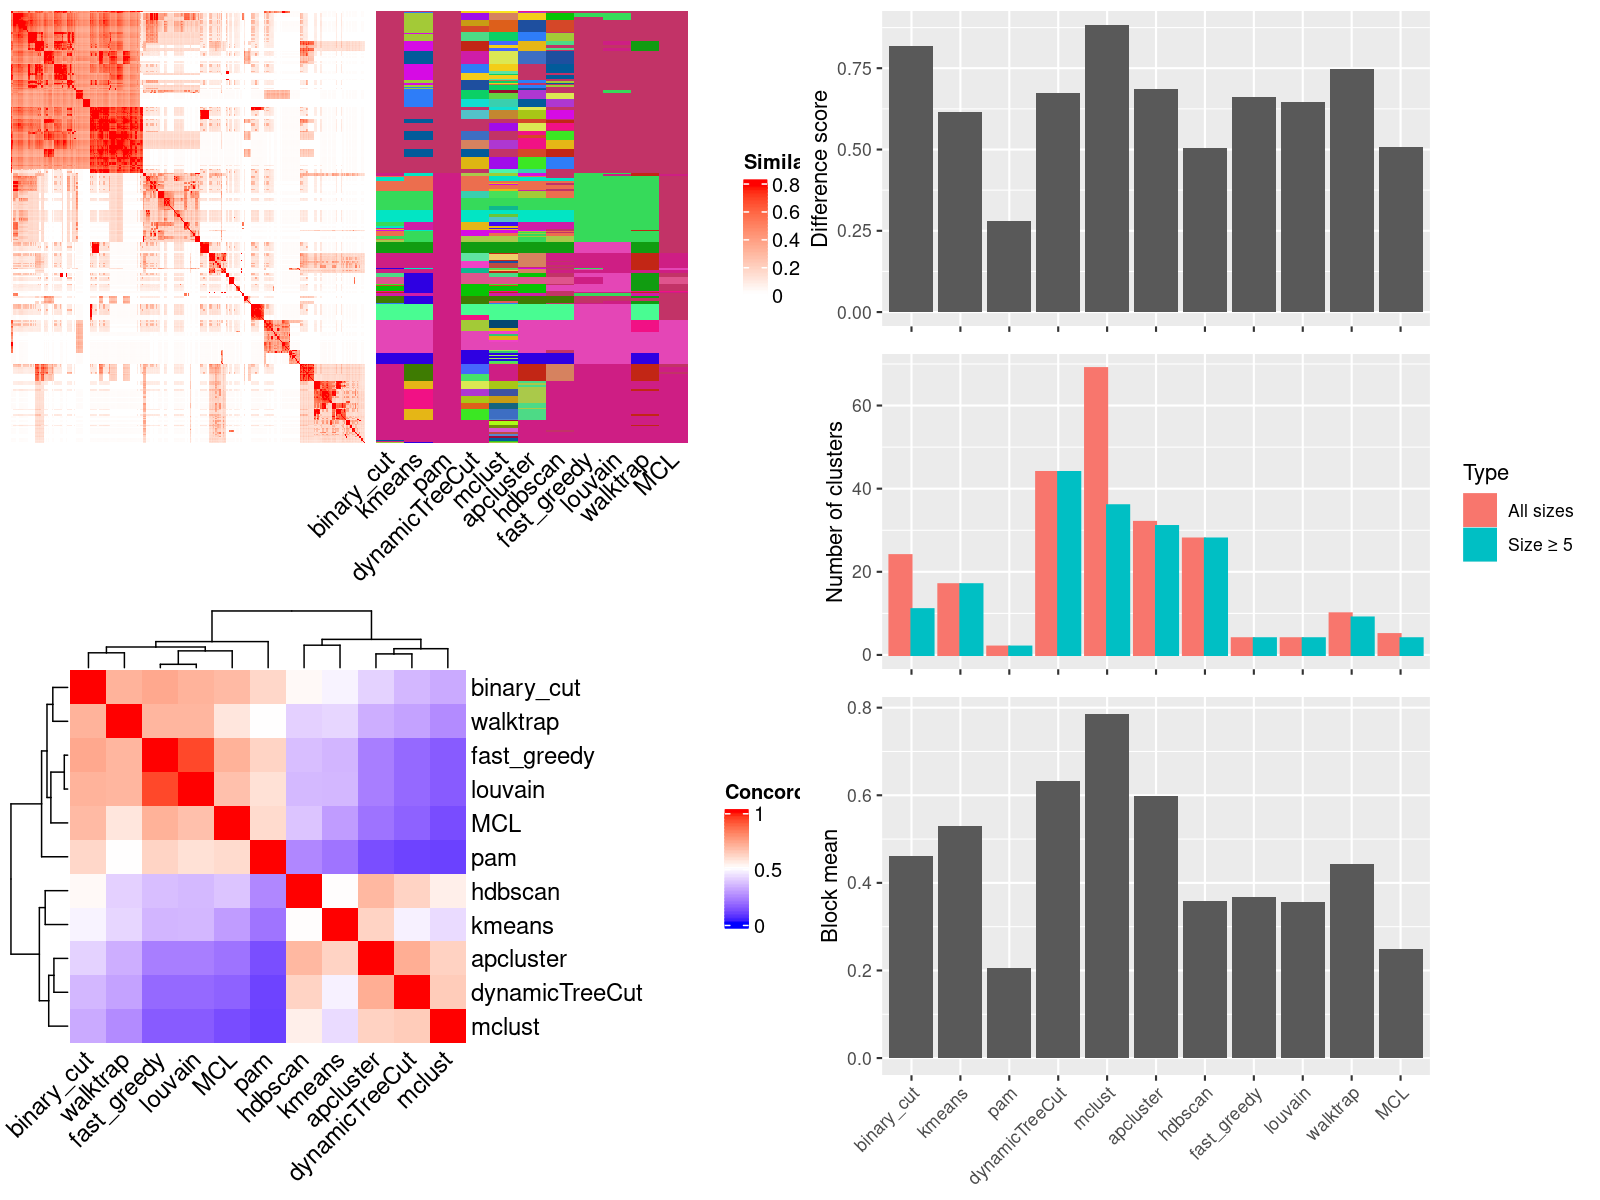 Simila
0.8
0.6
0.4
0.2
0
binary_cut
kmeans
pam
dynamicTreeCut
mclust
apcluster
hdbscan
fast_greedy
louvain
walktrap
MCL
binary_cut
walktrap
fast_greedy
louvain
MCL
pam
hdbscan
kmeans
apcluster
dynamicTreeCut
mclust
binary_cut
walktrap
fast_greedy
louvain
MCL
pam
hdbscan
kmeans
apcluster
dynamicTreeCut
mclust
Concord
1
0.5
0
Difference score
0.75
0.50
0.25
0.00
Number of clusters
60
40
20
0
Type
All sizes
Size ≥ 5
Block mean
0.8
0.6
0.4
0.2
0.0
binary_cut
kmeans
pam
dynamicTreeCut
mclust
apcluster
hdbscan
fast_greedy
louvain
walktrap
MCL